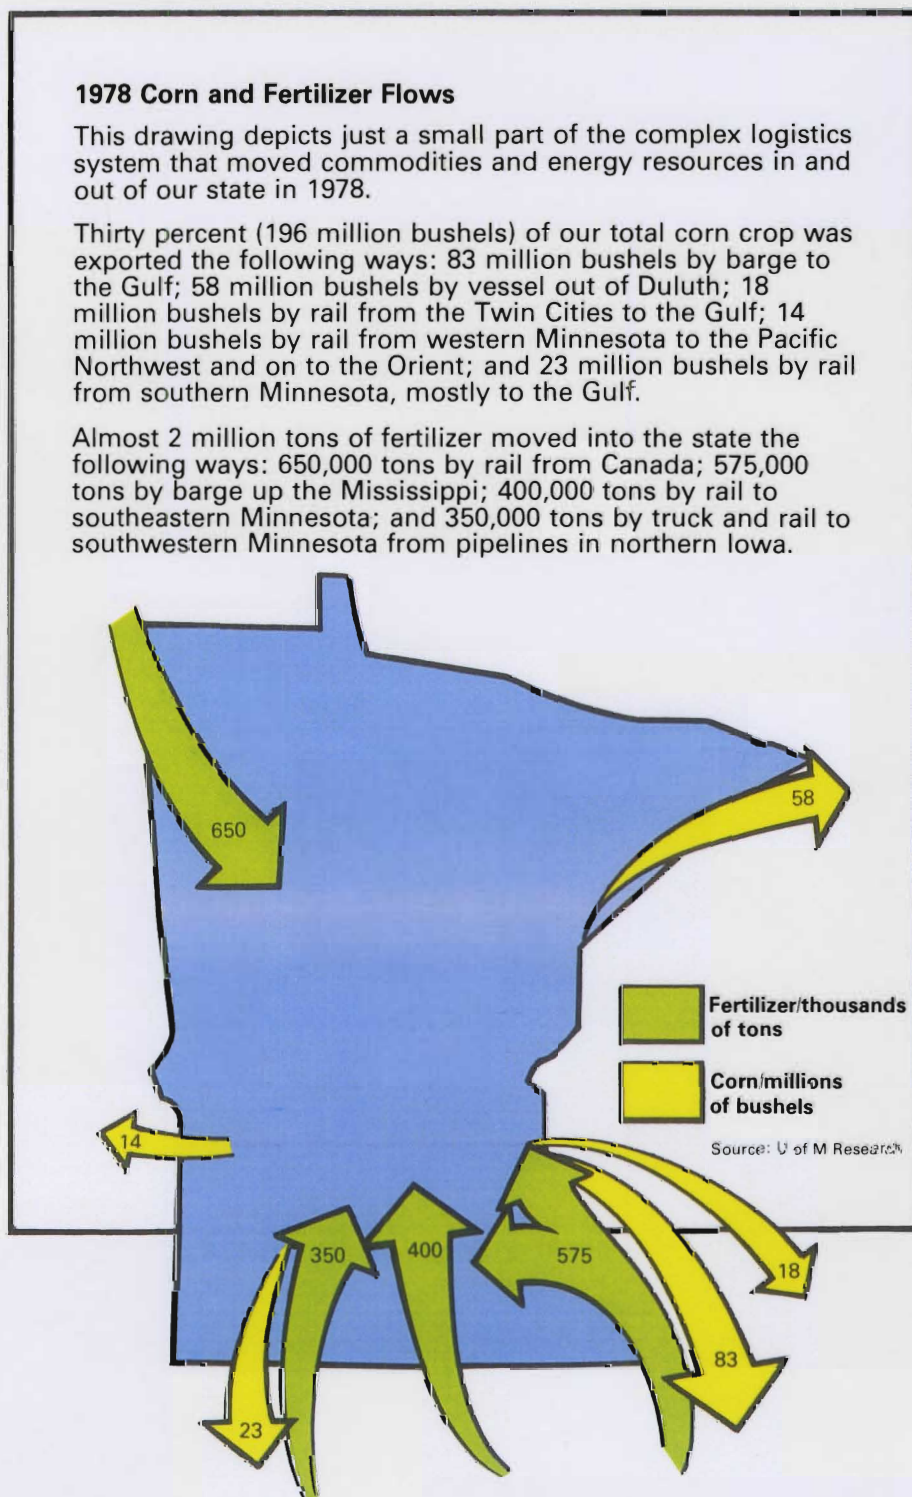 1978 Corn and Fertilizer Flows
This drawing depicts just a small part of the complex logistics
system that moved commodities and energy resources in and
out of our state in 1978.
Thirty percent (196 million bushels) of our total corn crop was
exported the following ways: 83 million bushels by barge to
the Gulf; 58 million bushels by vessel out of Duluth; 18
million bushels by rail from the Twin Cities to the Gulf; 14
million bushels by rail from western Minnesota to the Pacific
Northwest and on to the Orient; and 23 million bushels by rail
from southern Minnesota, mostly to the Gulf.
Almost 2 million tons of fertilizer moved into the state the
following ways: 650,000 tons by rail from Canada; 575,000
tons by barge up the Mississippi; 400,000 tons by rail to
southeastern Minnesota; and 350,000 tons by truck and rail to
southwestern Minnesota from pipelines in northern Iowa.
58
650
Fertilizer/thousands
of tons
Corn/millions
of bushels
Source: U of M Research
14
350
400
575
18
83
23